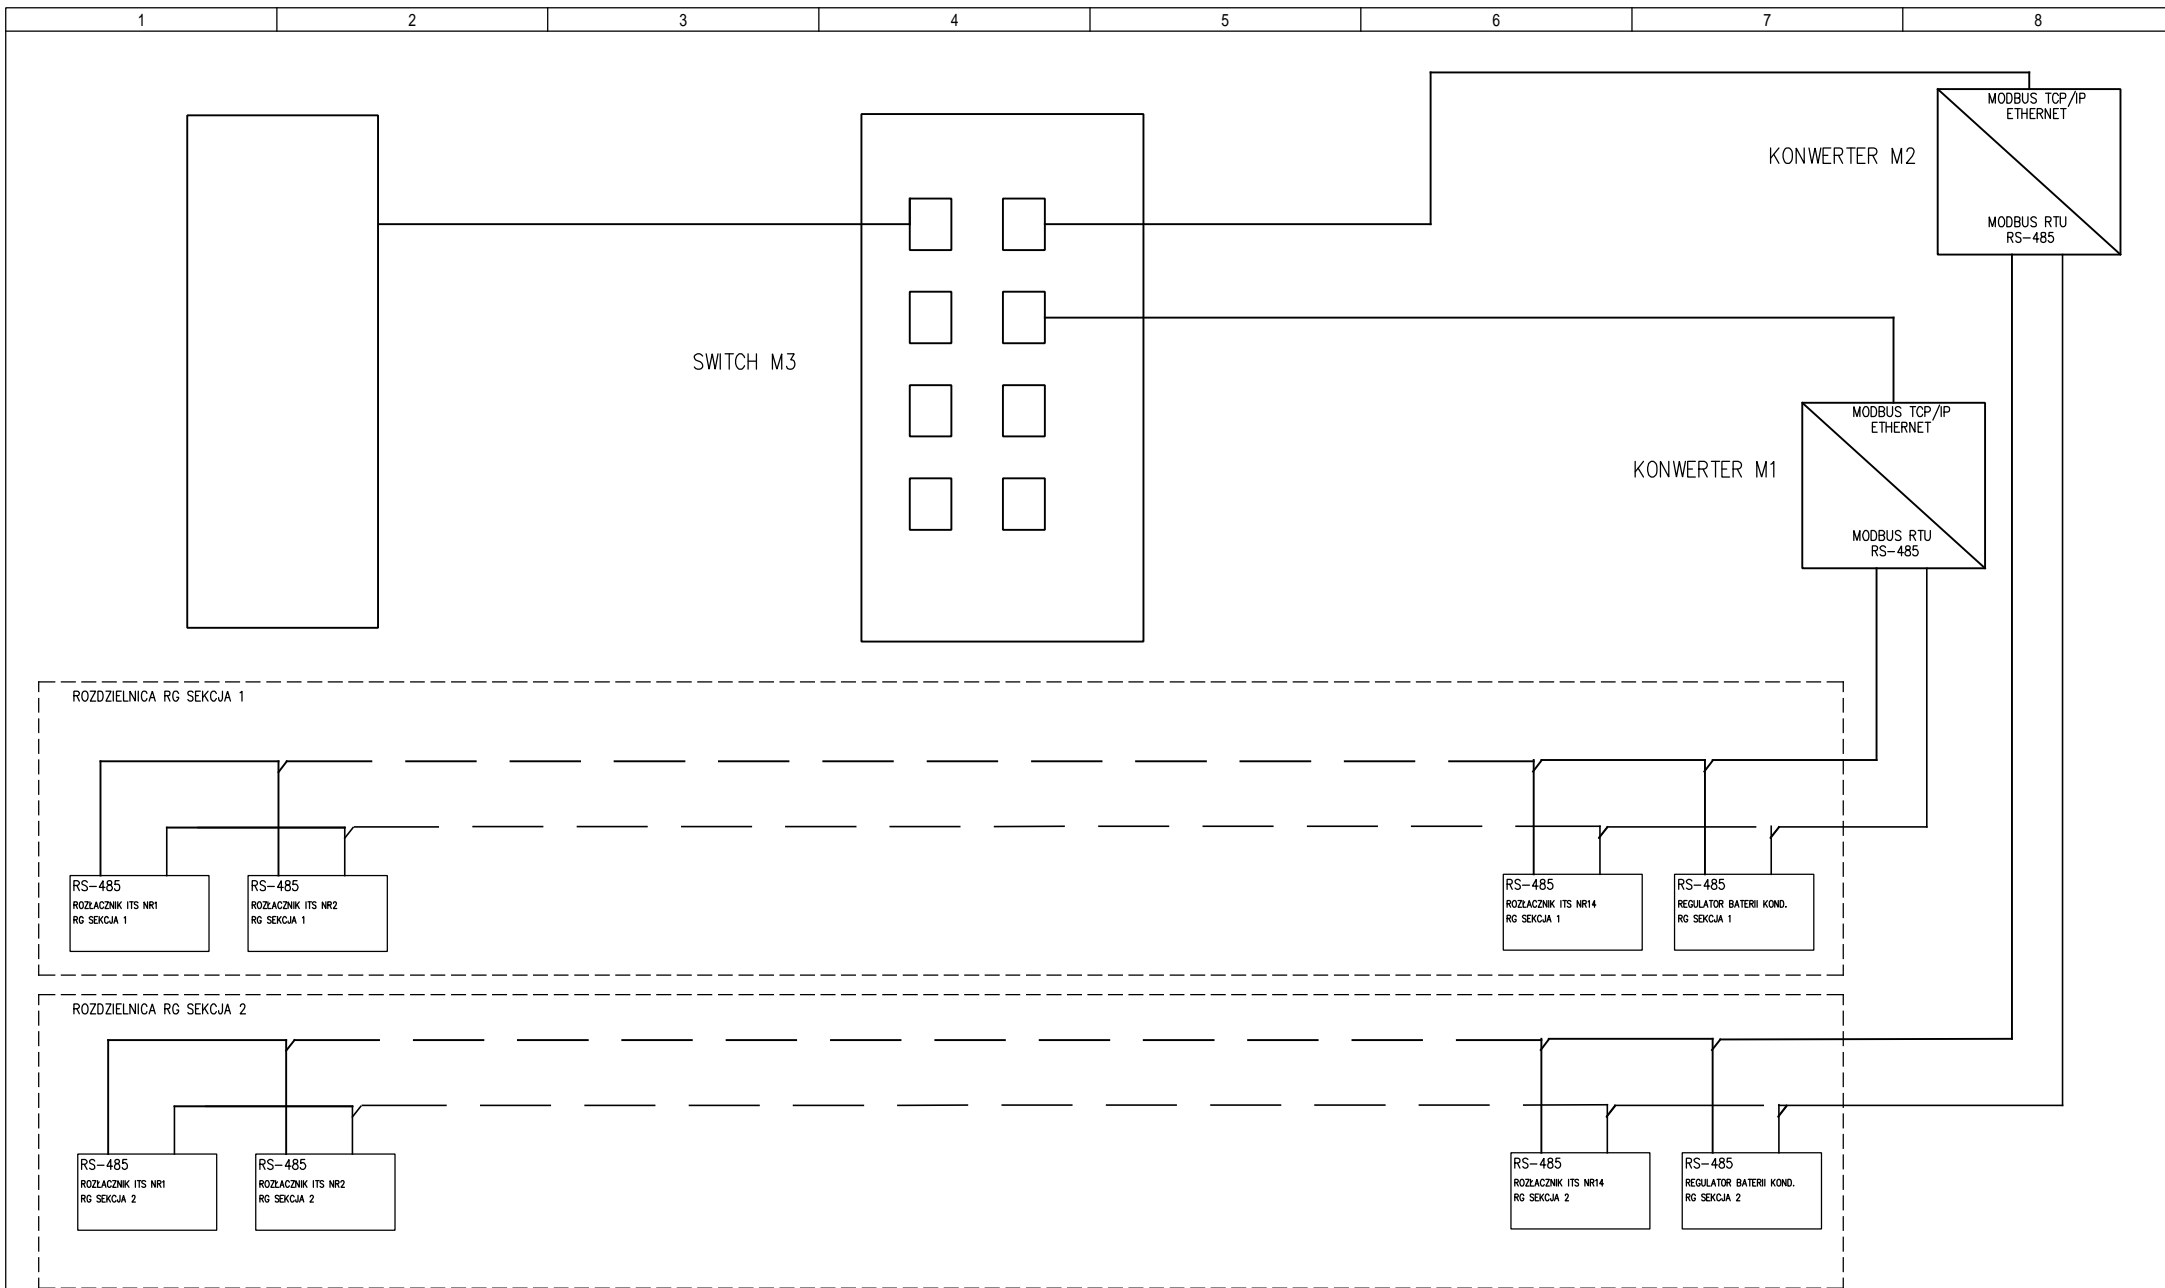 1 2 3 4 5 6 7 8
MODBUS TCP/IP
ETHERNET
KONWERTER M2
MODBUS RTU
RS-485
SWITCH M3
MODBUS TCP/IP
ETHERNET
KONWERTER M1
MODBUS RTU
RS-485
ROZDZIELNICA RG SEKCJA 1
RS-485
ROZŁACZNIK ITS NR1
RG SEKCJA 1
RS-485
ROZŁACZNIK ITS NR2
RG SEKCJA 1
RS-485
ROZŁACZNIK ITS NR14
RG SEKCJA 1
RS-485
REGULATOR BATERII KOND.
RG SEKCJA 1
ROZDZIELNICA RG SEKCJA 2
RS-485
ROZŁACZNIK ITS NR1
RG SEKCJA 2
RS-485
ROZŁACZNIK ITS NR2
RG SEKCJA 2
RS-485
ROZŁACZNIK ITS NR14
RG SEKCJA 2
RS-485
REGULATOR BATERII KOND.
RG SEKCJA 2